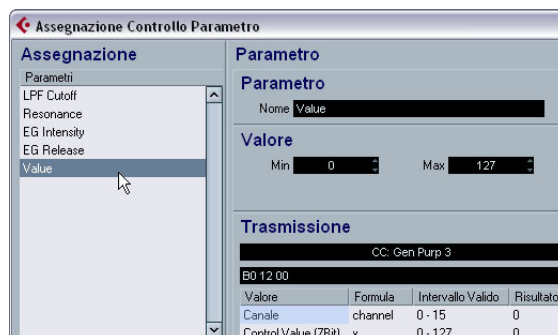 Assegnazione Controllo Parametro
Assegnazione
Parametri
LPF Cutoff
Resonance
EG Intensity
EG Release
Value
Parametro
Parametro
Nome Value
Valore
Min 0 Max 127
Trasmissione
CC: Gen Purp 3
B0 12 00
Valore Formula Intervallo Valido Risultato
Canale channel 0 - 15 0
Control Value (7Bit) x 0 - 127 0